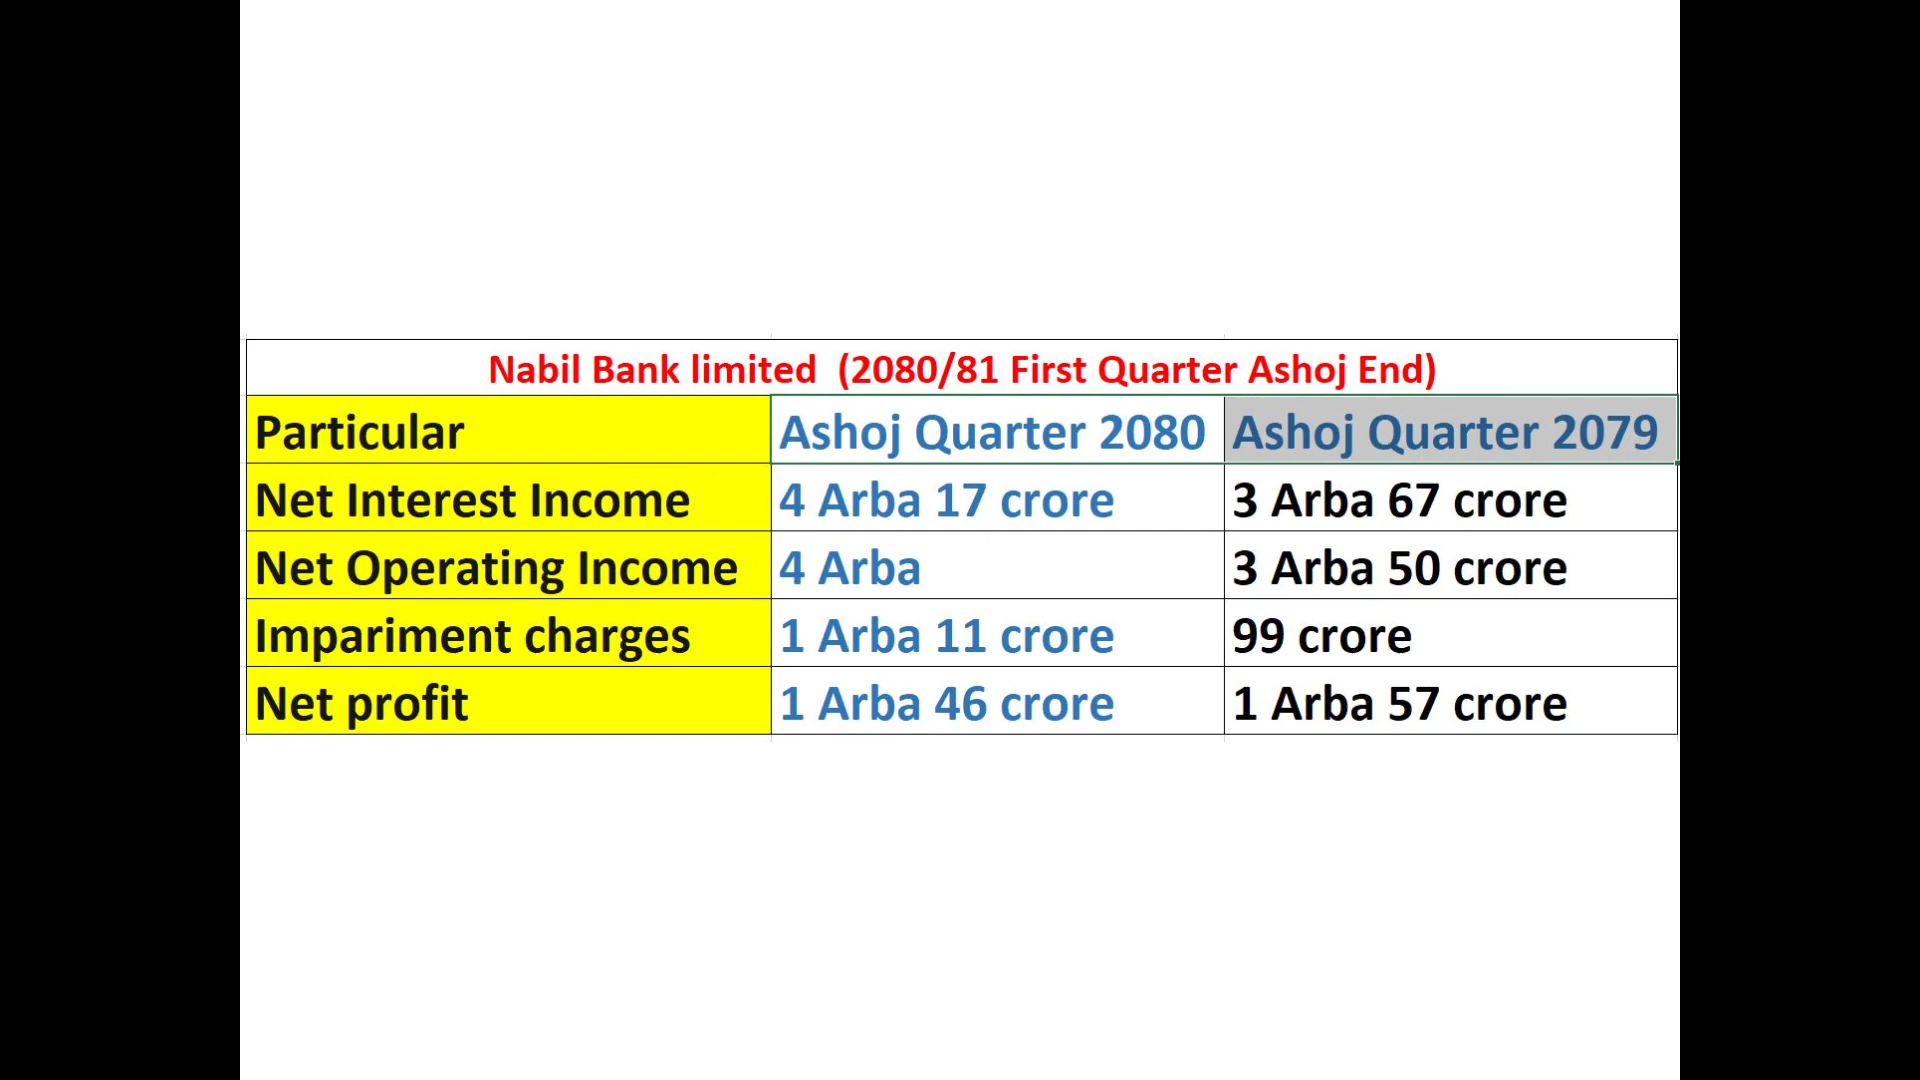 Nabil Bank limited  (2080/81 First Quarter Ashoj End)
Particular Ashoj Quarter 2080 Ashoj Quarter 2079
Net Interest Income 4 Arba 17 crore 3 Arba 67 crore
Net Operating Income 4 Arba 3 Arba 50 crore
Impariment charges 1 Arba 11 crore 99 crore
Net profit 1 Arba 46 crore 1 Arba 57 crore